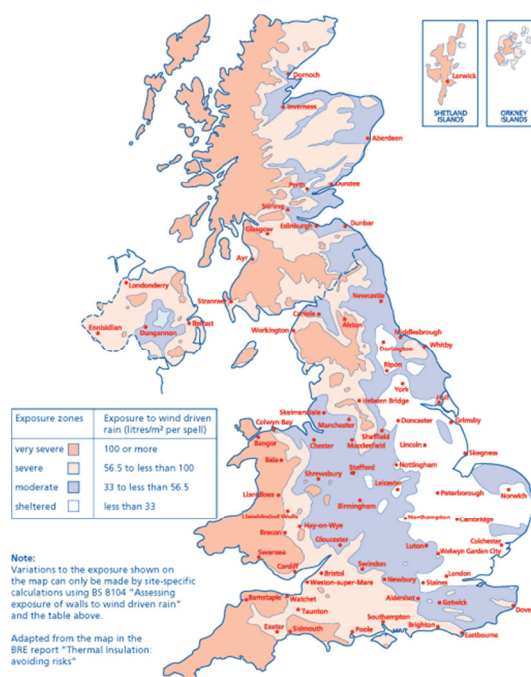 Lerwick
SHETLAND
ISLANDS
ORKNEY
ISLANDS
Dornoch
Inverness
Aberdeen
Perth
Dundee
Stirling
Edinburgh
Dunbar
Glasgow
Ayr
Londonderry
Newcastle
Stranraer
Carlisle
Enniskillen
Dungannon
Belfast
Workington
Alston
Middlesbrough
Whitby
Darlington
Ripon
York
Hebden Bridge
Hull
Skelmersdale
Doncaster
Grimsby
Colwyn Bay
Manchester
Sheffield
Bangor
Chester
Macclesfield
Lincoln
Skegness
Bala
Stafford
Nottingham
Shrewsbury
Leicester
Norwich
Peterborough
Llanidloes
Birmingham
Llandrindod Wells
Northampton
Cambridge
Hay-on-Wye
Brecon
Gloucester
Luton
Colchester
Welwyn Garden City
Swansea
Swindon
Cardiff
Bristol
Newbury
London
Weston-super-Mare
Staines
Barnstaple
Watchet
Aldershot
Gatwick
Dover
Taunton
Southampton
Exeter
Sidmouth
Poole
Brighton
Eastbourne
Exposure zones
Exposure to wind driven
rain (litres/m² per spell)
very severe
100 or more
severe
56.5 to less than 100
moderate
33 to less than 56.5
sheltered
less than 33
Note:
Variations to the exposure shown on
the map can only be made by site-specific
calculations using BS 8104 "Assessing
exposure of walls to wind driven rain"
and the table above.
Adapted from the map in the
BRE report "Thermal Insulation:
avoiding risks"